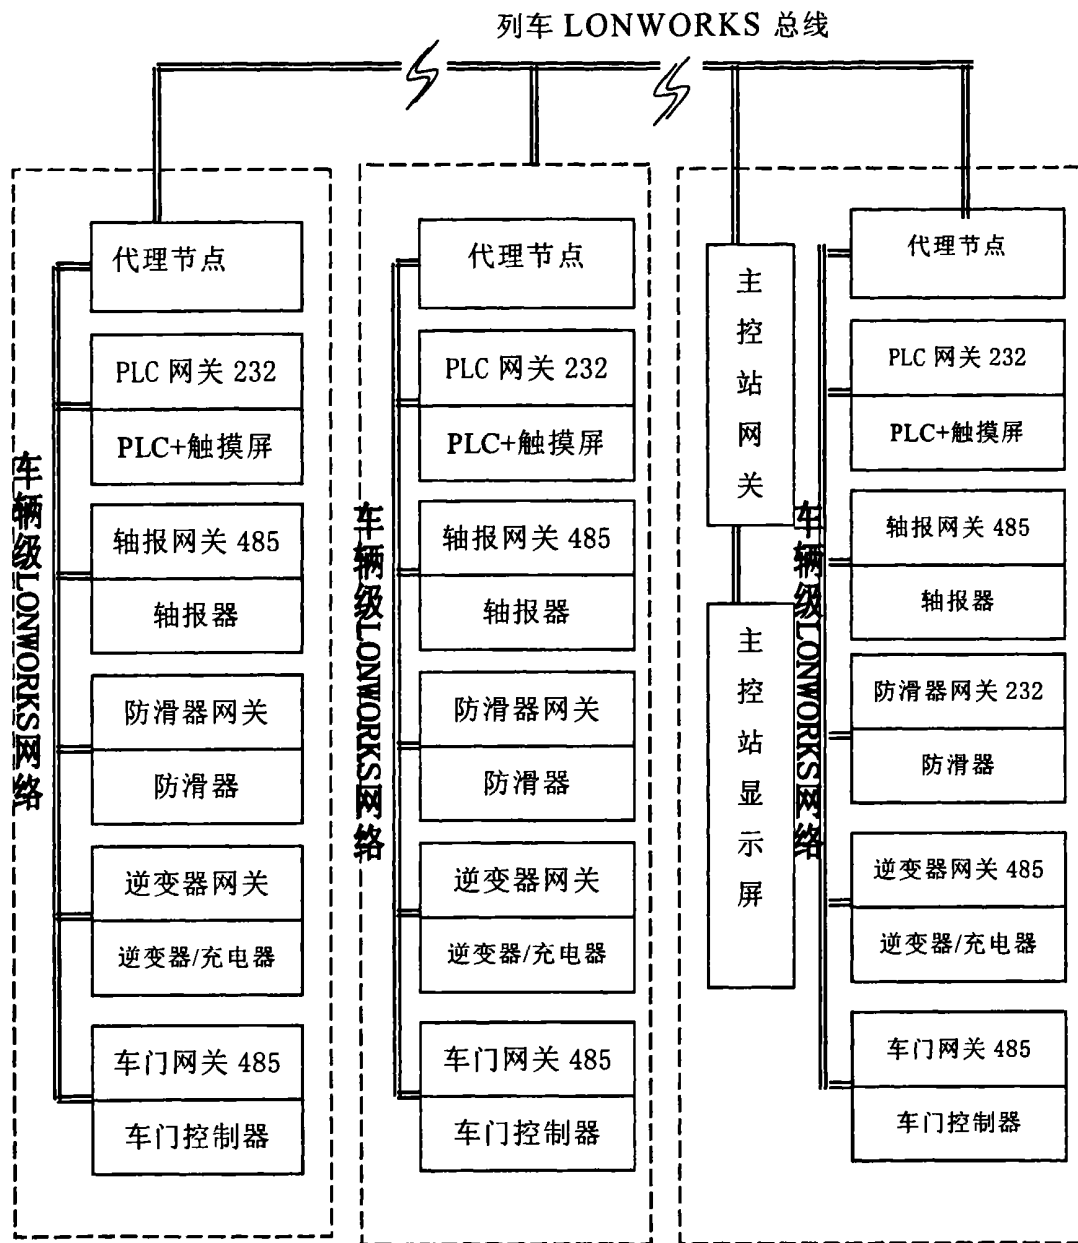 列车 LONWORKS 总线
代理节点
PLC 网关 232
PLC+触摸屏
轴报网关 485
轴报器
防滑器网关
防滑器
逆变器网关
逆变器/充电器
车门网关 485
车门控制器
车辆级LONWORKS网络
代理节点
PLC 网关 232
PLC+触摸屏
轴报网关 485
轴报器
防滑器网关
防滑器
逆变器网关
逆变器/充电器
车门网关 485
车门控制器
车辆级LONWORKS网络
主控站网关
主控站显示屏
车辆级LONWORKS网络
代理节点
PLC 网关 232
PLC+触摸屏
轴报网关 485
轴报器
防滑器网关 232
防滑器
逆变器网关 485
逆变器/充电器
车门网关 485
车门控制器